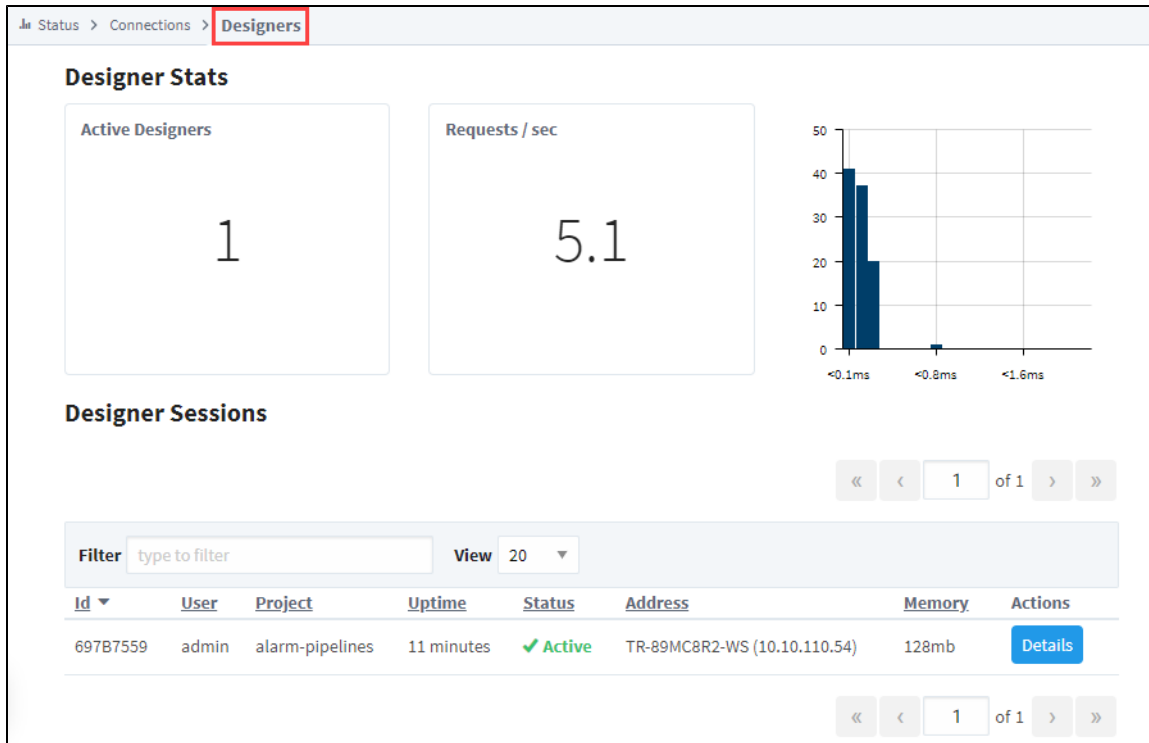 Status > Connections > Designers
Designer Stats
Active Designers
1
Requests / sec
5.1
50
40
30
20
10
0
<0.1ms <0.8ms <1.6ms
Designer Sessions
« ‹ 1 of 1 › »
Filter type to filter View 20
Id User Project Uptime Status Address Memory Actions
697B7559 admin alarm-pipelines 11 minutes Active TR-89MC8R2-WS (10.10.110.54) 128mb Details
« ‹ 1 of 1 › »